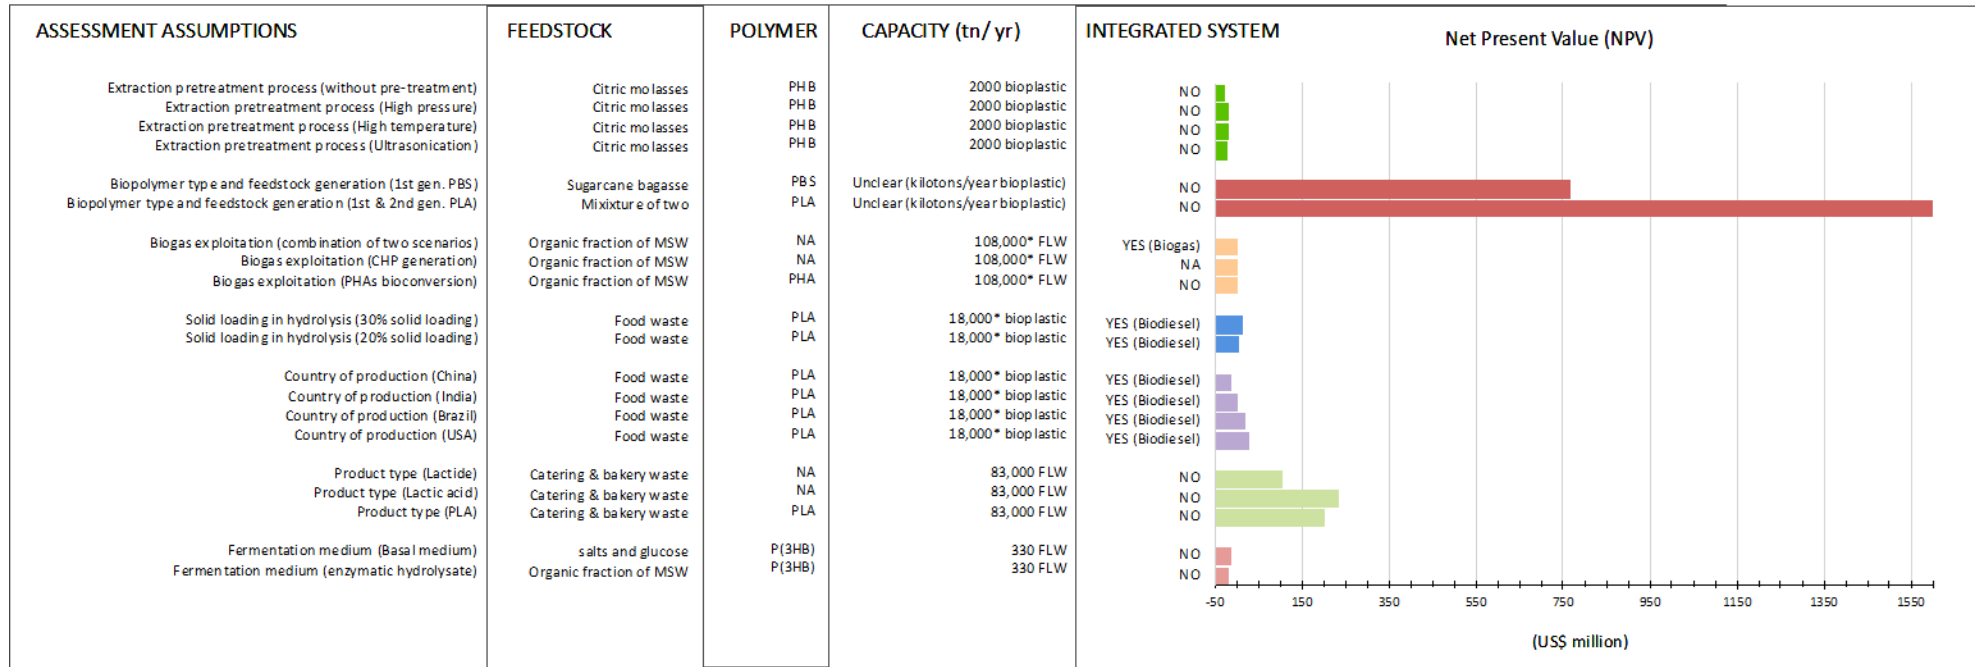 ASSESSMENT ASSUMPTIONS FEEDSTOCK POLYMER CAPACITY (tn/ yr) INTEGRATED SYSTEM Net Present Value (NPV)
Extraction pretreatment process (without pre-treatment) Citric molasses PHB 2000 bioplastic NO
Extraction pretreatment process (High pressure) Citric molasses PHB 2000 bioplastic NO
Extraction pretreatment process (High temperature) Citric molasses PHB 2000 bioplastic NO
Extraction pretreatment process (Ultrasonication) Citric molasses PHB 2000 bioplastic NO
Biopolymer type and feedstock generation (1st gen. PBS) Sugarcane bagasse PBS Unclear (kilotons/year bioplastic) NO
Biopolymer type and feedstock generation (1st & 2nd gen. PLA) Mixixture of two PLA Unclear (kilotons/year bioplastic) NO
Biogas exploitation (combination of two scenarios) Organic fraction of MSW NA 108,000* FLW YES (Biogas)
Biogas exploitation (CHP generation) Organic fraction of MSW NA 108,000* FLW NA
Biogas exploitation (PHAs bioconversion) Organic fraction of MSW PHA 108,000* FLW NO
Solid loading in hydrolysis (30% solid loading) Food waste PLA 18,000* bioplastic YES (Biodiesel)
Solid loading in hydrolysis (20% solid loading) Food waste PLA 18,000* bioplastic YES (Biodiesel)
Country of production (China) Food waste PLA 18,000* bioplastic YES (Biodiesel)
Country of production (India) Food waste PLA 18,000* bioplastic YES (Biodiesel)
Country of production (Brazil) Food waste PLA 18,000* bioplastic YES (Biodiesel)
Country of production (USA) Food waste PLA 18,000* bioplastic YES (Biodiesel)
Product type (Lactide) Catering & bakery waste NA 83,000 FLW NO
Product type (Lactic acid) Catering & bakery waste NA 83,000 FLW NO
Product type (PLA) Catering & bakery waste PLA 83,000 FLW NO
Fermentation medium (Basal medium) salts and glucose P(3HB) 330 FLW NO
Fermentation medium (enzymatic hydrolysate) Organic fraction of MSW P(3HB) 330 FLW NO
-50 150 350 550 750 950 1150 1350 1550
(US$ million)